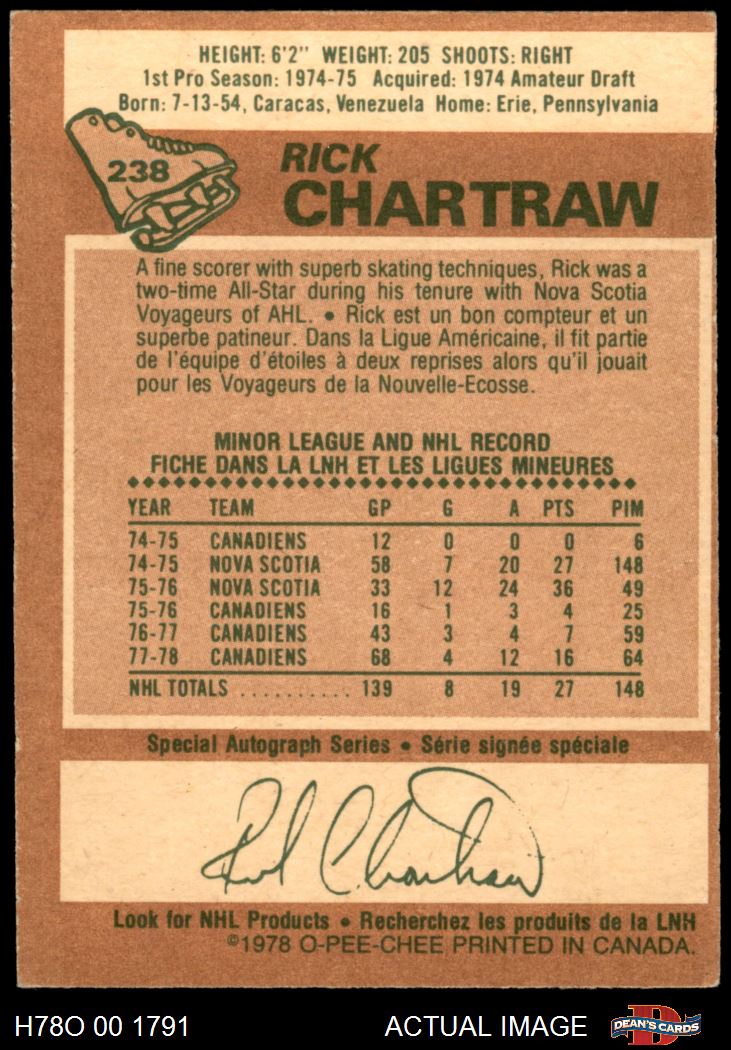 HEIGHT: 6'2" WEIGHT: 205 SHOOTS: RIGHT
1st Pro Season: 1974-75 Acquired: 1974 Amateur Draft
Born: 7-13-54, Caracas, Venezuela Home: Erie, Pennsylvania
238
RICK
CHARTRAW
A fine scorer with superb skating techniques, Rick was a
two-time All-Star during his tenure with Nova Scotia
Voyageurs of AHL. • Rick est un bon compteur et un
superbe patineur. Dans la Ligue Américaine, il fit partie
de l'équipe d'étoiles à deux reprises alors qu'il jouait
pour les Voyageurs de la Nouvelle-Ecosse.
MINOR LEAGUE AND NHL RECORD
FICHE DANS LA LNH ET LES LIGUES MINEURES
YEAR TEAM GP G A PTS PIM
74-75 CANADIENS 12 0 0 0 6
74-75 NOVA SCOTIA 58 7 20 27 148
75-76 NOVA SCOTIA 33 12 24 36 49
75-76 CANADIENS 16 1 3 4 25
76-77 CANADIENS 43 3 4 7 59
77-78 CANADIENS 68 4 12 16 64
NHL TOTALS .......... 139 8 19 27 148
Special Autograph Series • Série signée spéciale
Rick Chartraw
Look for NHL Products • Recherchez les produits de la LNH
©1978 O-PEE-CHEE PRINTED IN CANADA.
H78O 00 1791 ACTUAL IMAGE D DEAN'S CARDS